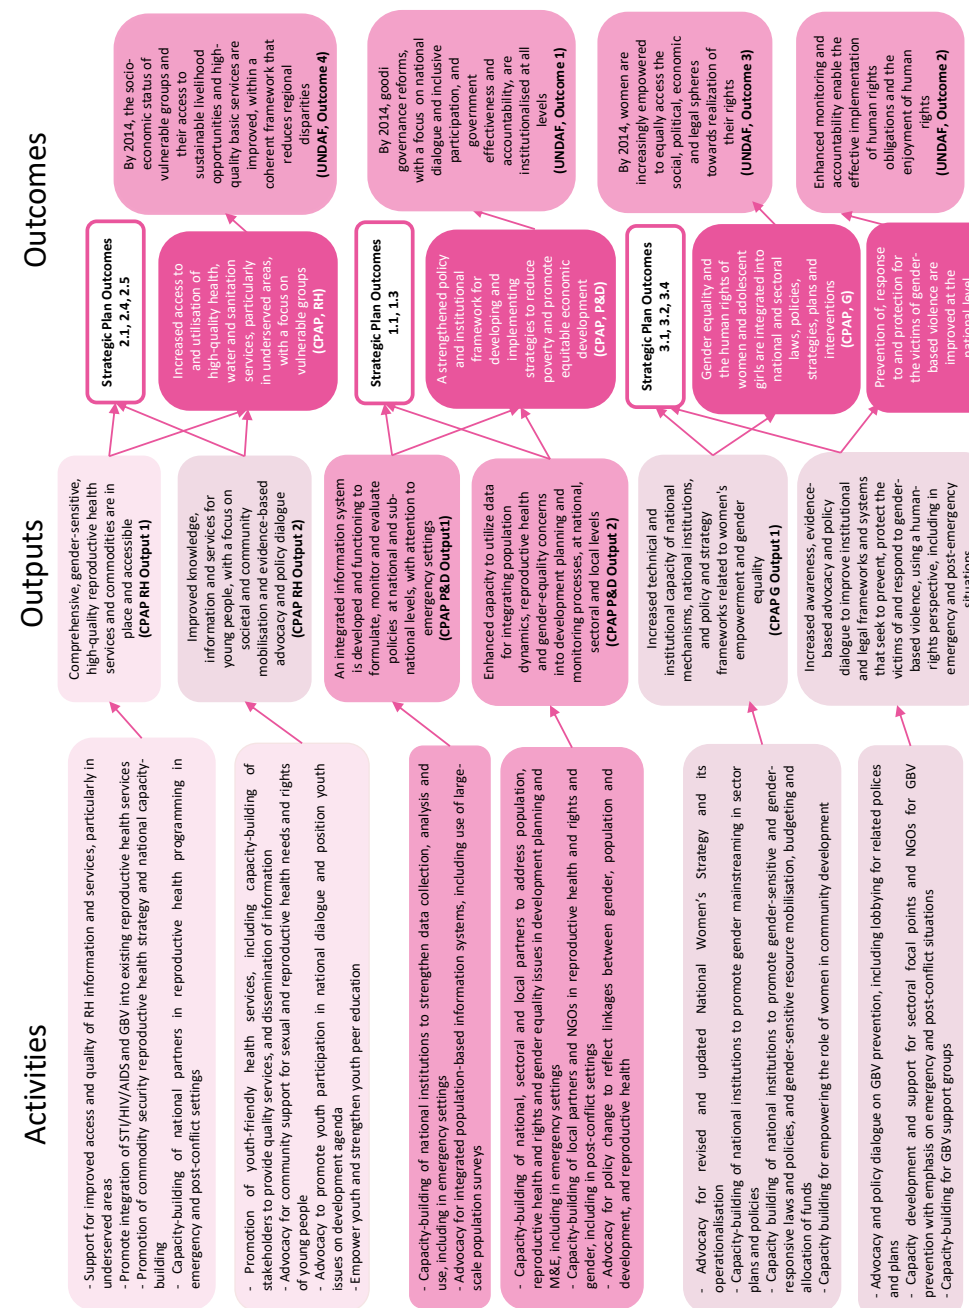 Activities
Outputs
Outcomes
- Support for improved access and quality of RH information and services, particularly in
underserved areas
- Promote integration of STI/HIV/AIDS and GBV into existing reproductive health services
- Promotion of commodity security reproductive health strategy and national capacity-
building
- Capacity-building of national partners in reproductive health programming in
emergency and post-conflict settings
Comprehensive, gender-sensitive,
high-quality reproductive health
services and commodities are in
place and accessible
(CPAP RH Output 1)
Strategic Plan Outcomes
2.1, 2.4, 2.5
By 2014, the socio-
economic status of
vulnerable groups and
their access to
sustainable livelihood
opportunities and high-
quality basic services are
improved, within a
coherent framework that
reduces regional
disparities
(UNDAF, Outcome 4)
- Promotion of youth-friendly health services, including capacity-building of
stakeholders to provide quality services, and dissemination of information
- Advocacy for community support for sexual and reproductive health needs and rights
of young people
- Advocacy to promote youth participation in national dialogue and position youth
issues on development agenda
- Empower youth and strengthen youth peer education
Improved knowledge,
information and services for
young people, with a focus on
societal and community
mobilisation and evidence-based
advocacy and policy dialogue
(CPAP RH Output 2)
Increased access to
and utilisation of
high-quality health,
water and sanitation
services, particularly
in underserved areas,
with a focus on
vulnerable groups
(CPAP, RH)
- Capacity-building of national institutions to strengthen data collection, analysis and
use, including in emergency settings
- Advocacy for integrated population-based information systems, including use of large-
scale population surveys
An integrated information system
is developed and functioning to
formulate, monitor and evaluate
policies at national and sub-
national levels, with attention to
emergency settings
(CPAP P&D Output1)
Strategic Plan Outcomes
1.1, 1.3
By 2014, goodi
governance reforms,
with a focus on national
dialogue and inclusive
participation, and
government
effectiveness and
accountability, are
institutionalised at all
levels
(UNDAF, Outcome 1)
- Capacity-building of national, sectoral and local partners to address population,
reproductive health and rights and gender equality issues in development planning and
M&E, including in emergency settings
- Capacity-building of local partners and NGOs in reproductive health and rights and
gender, including in post-conflict settings
- Advocacy for policy change to reflect linkages between gender, population and
development, and reproductive health
Enhanced capacity to utilize data
for integrating population
dynamics, reproductive health
and gender-equality concerns
into development planning and
monitoring processes, at national,
sectoral and local levels
(CPAP P&D Output 2)
A strengthened policy
and institutional
framework for
developing and
implementing
strategies to reduce
poverty and promote
equitable economic
development
(CPAP, P&D)
- Advocacy for revised and updated National Women's Strategy and its
operationalisation
- Capacity-building of national institutions to promote gender mainstreaming in sector
plans and policies
- Capacity building of national institutions to promote gender-sensitive and gender-
responsive laws and policies, and gender-sensitive resource mobilisation, budgeting and
allocation of funds
- Capacity building for empowering the role of women in community development
Increased technical and
institutional capacity of national
mechanisms, national institutions,
and policy and strategy
frameworks related to women's
empowerment and gender
equality
(CPAP G Output 1)
Strategic Plan Outcomes
3.1, 3.2, 3.4
Gender equality and
the human rights of
women and adolescent
girls are integrated into
national and sectoral
laws, policies,
strategies, plans and
interventions
(CPAP, G)
By 2014, women are
increasingly empowered
to equally access the
social, political, economic
and legal spheres
towards realization of
their rights
(UNDAF, Outcome 3)
- Advocacy and policy dialogue on GBV prevention, including lobbying for related polices
and plans
- Capacity development and support for sectoral focal points and NGOs for GBV
prevention with emphasis on emergency and post-conflict situations
- Capacity-building for GBV support groups
Increased awareness, evidence-
based advocacy and policy
dialogue to improve institutional
and legal frameworks and systems
that seek to prevent, protect the
victims of and respond to gender-
based violence, using a human-
rights perspective, including in
emergency and post-emergency
situations
Prevention of, response
to and protection for
the victims of gender-
based violence are
improved at the
national level
Enhanced monitoring and
accountability enable the
effective implementation
of human rights
obligations and the
enjoyment of human
rights
(UNDAF, Outcome 2)